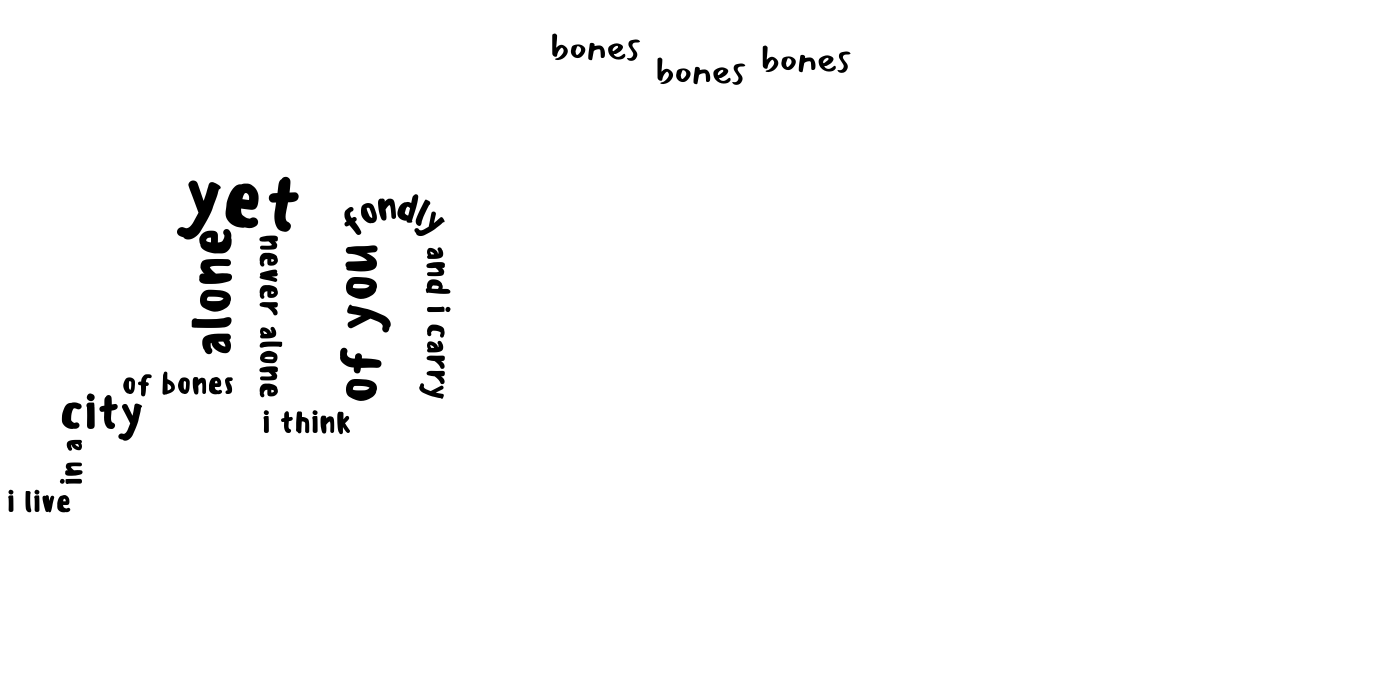 bones bones bones
i live
in a
city
of bones
alone
yet
never alone
i think
of you
fondly
and i carry